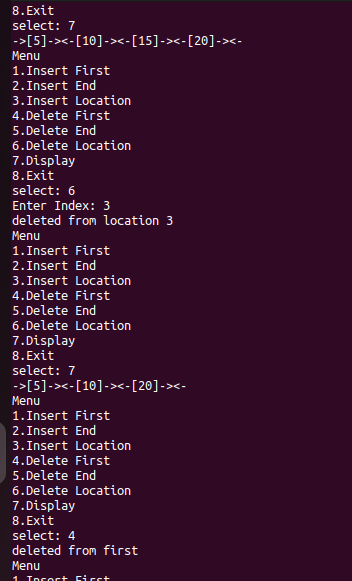 8.Exit
select: 7
->[5]-><-[10]-><-[15]-><-[20]-><-
Menu
1.Insert First
2.Insert End
3.Insert Location
4.Delete First
5.Delete End
6.Delete Location
7.Display
8.Exit
select: 6
Enter Index: 3
deleted from location 3
Menu
1.Insert First
2.Insert End
3.Insert Location
4.Delete First
5.Delete End
6.Delete Location
7.Display
8.Exit
select: 7
->[5]-><-[10]-><-[20]-><-
Menu
1.Insert First
2.Insert End
3.Insert Location
4.Delete First
5.Delete End
6.Delete Location
7.Display
8.Exit
select: 4
deleted from first
Menu
1.Insert First